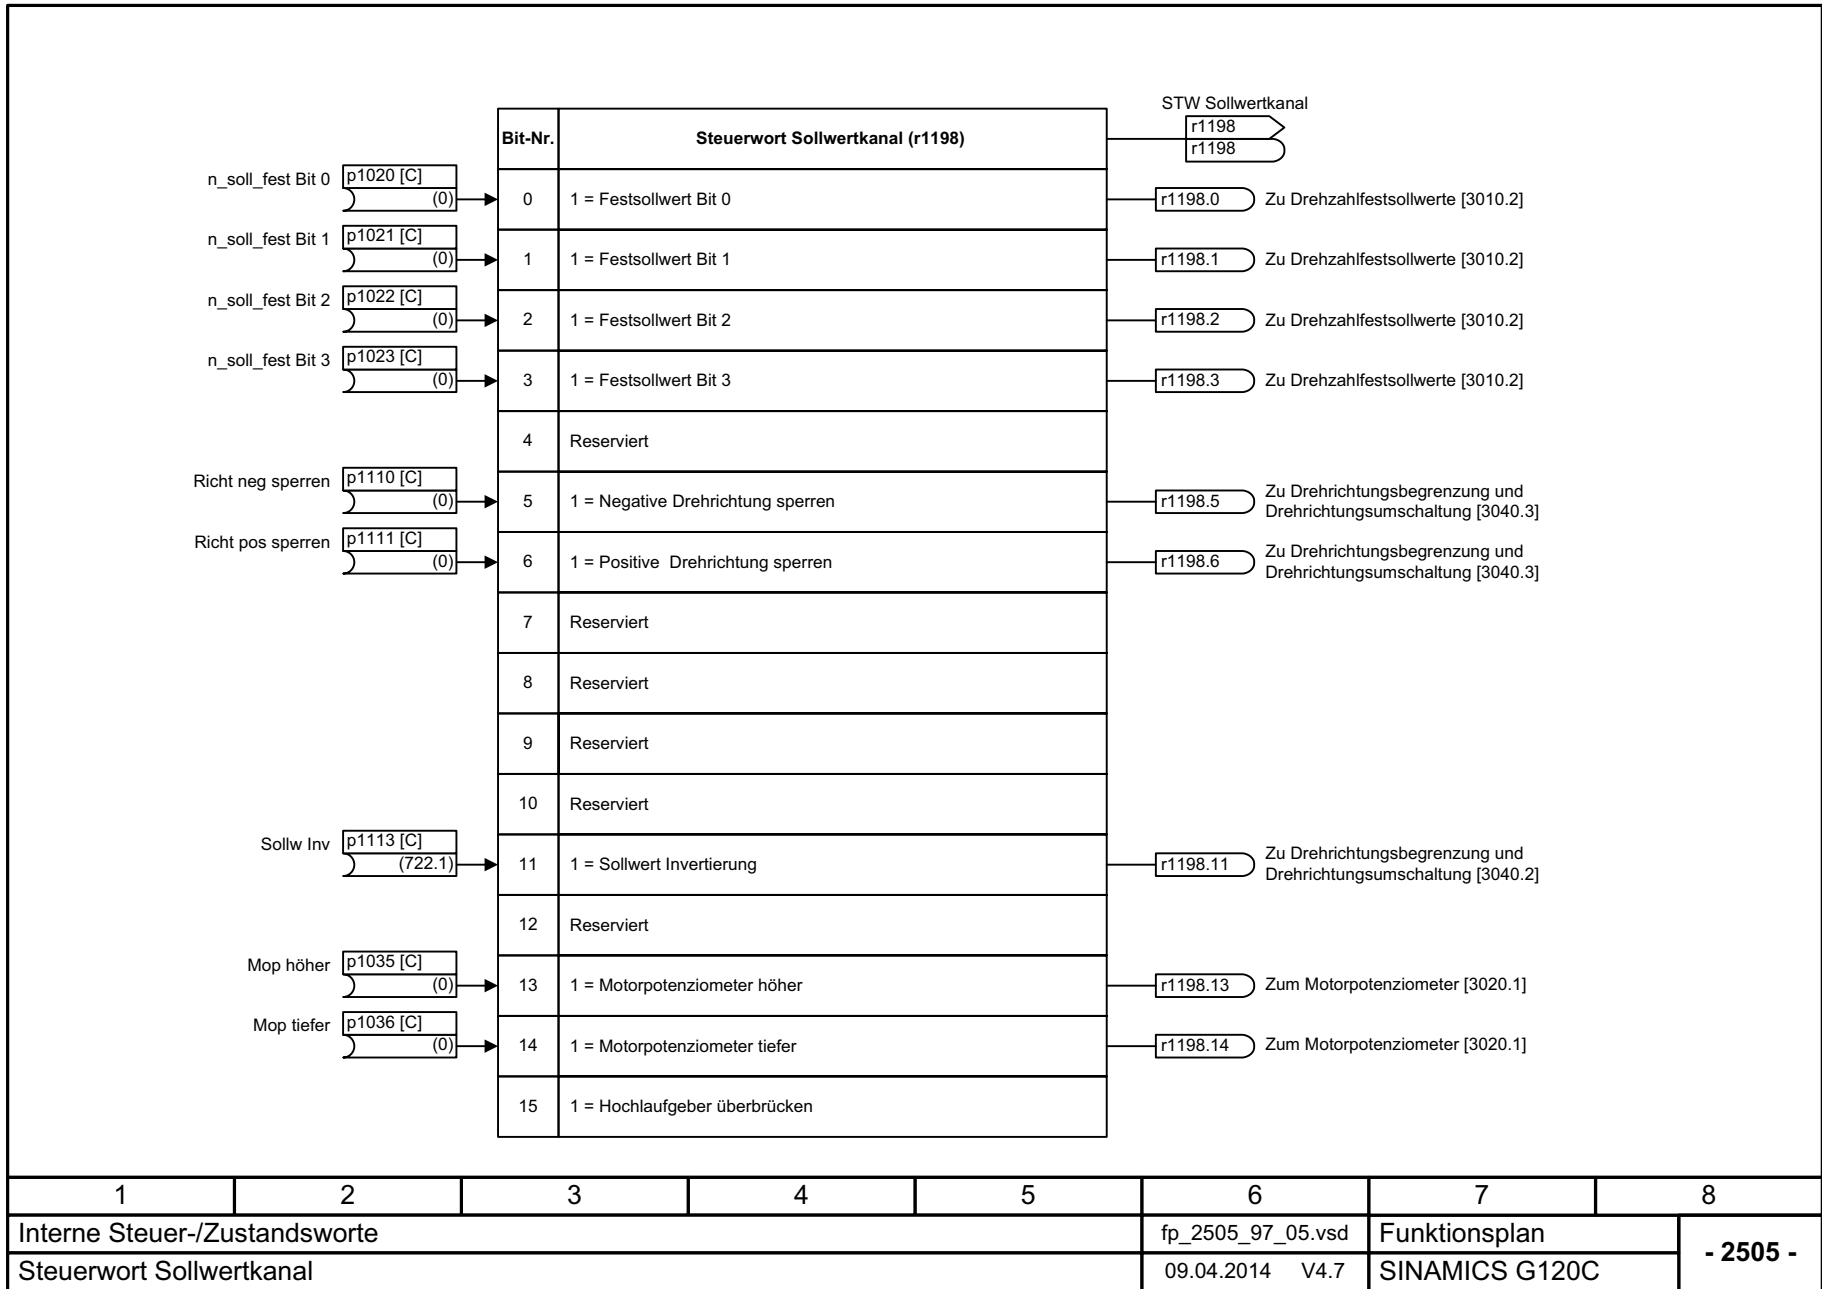 STW Sollwertkanal
r1198
r1198
Bit-Nr. Steuerwort Sollwertkanal (r1198)
n_soll_fest Bit 0 p1020 [C]
(0) 0 1 = Festsollwert Bit 0 r1198.0 Zu Drehzahlfestsollwerte [3010.2]
n_soll_fest Bit 1 p1021 [C]
(0) 1 1 = Festsollwert Bit 1 r1198.1 Zu Drehzahlfestsollwerte [3010.2]
n_soll_fest Bit 2 p1022 [C]
(0) 2 1 = Festsollwert Bit 2 r1198.2 Zu Drehzahlfestsollwerte [3010.2]
n_soll_fest Bit 3 p1023 [C]
(0) 3 1 = Festsollwert Bit 3 r1198.3 Zu Drehzahlfestsollwerte [3010.2]
4 Reserviert
Richt neg sperren p1110 [C]
(0) 5 1 = Negative Drehrichtung sperren r1198.5 Zu Drehrichtungsbegrenzung und
Drehrichtungsumschaltung [3040.3]
Richt pos sperren p1111 [C]
(0) 6 1 = Positive Drehrichtung sperren r1198.6 Zu Drehrichtungsbegrenzung und
Drehrichtungsumschaltung [3040.3]
7 Reserviert
8 Reserviert
9 Reserviert
10 Reserviert
Sollw Inv p1113 [C]
(722.1) 11 1 = Sollwert Invertierung r1198.11 Zu Drehrichtungsbegrenzung und
Drehrichtungsumschaltung [3040.2]
12 Reserviert
Mop höher p1035 [C]
(0) 13 1 = Motorpotenziometer höher r1198.13 Zum Motorpotenziometer [3020.1]
Mop tiefer p1036 [C]
(0) 14 1 = Motorpotenziometer tiefer r1198.14 Zum Motorpotenziometer [3020.1]
15 1 = Hochlaufgeber überbrücken
1 2 3 4 5 6 7 8
Interne Steuer-/Zustandsworte fp_2505_97_05.vsd Funktionsplan
- 2505 -
Steuerwort Sollwertkanal 09.04.2014 V4.7 SINAMICS G120C